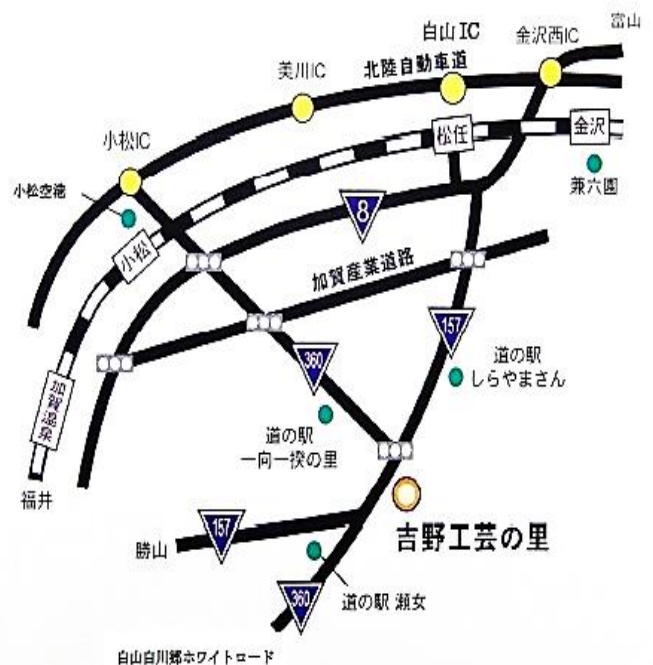 富山
白山IC
金沢西IC
美川IC
北陸自動車道
小松IC
松任
金沢
小松空港
兼六園
8
小松
加賀産業道路
157
360
道の駅
しらやまさん
加賀温泉
道の駅
一向一揆の里
福井
吉野工芸の里
157
勝山
360
道の駅 瀬女
白山白川郷ホワイトロード